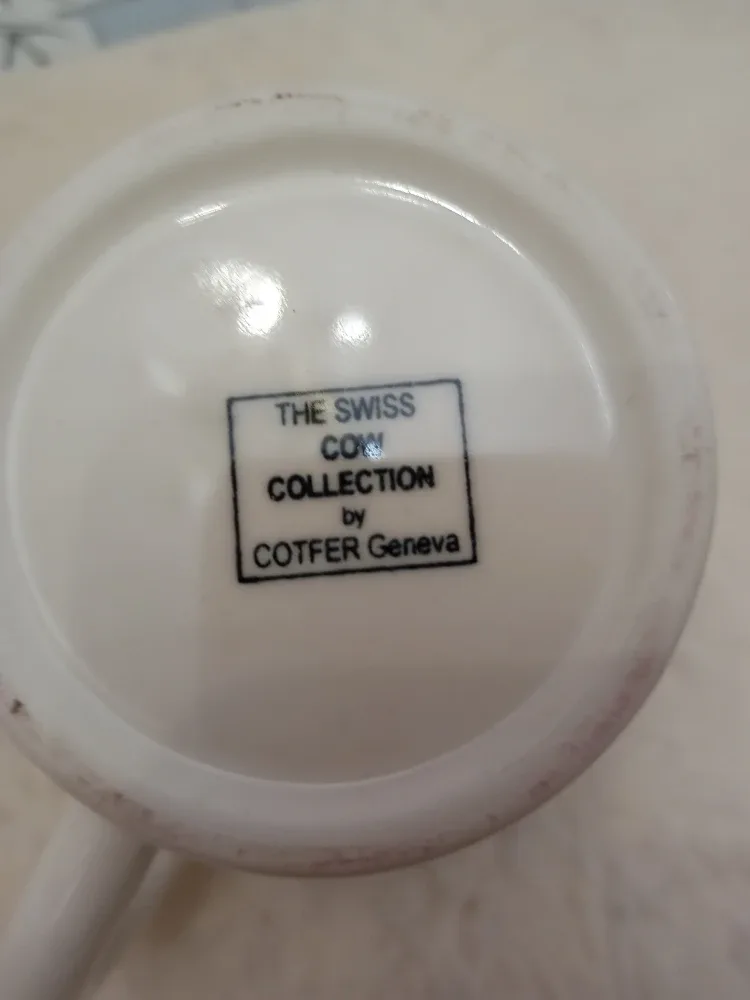 THE SWISS
COW
COLLECTION
by
COTFER Geneva